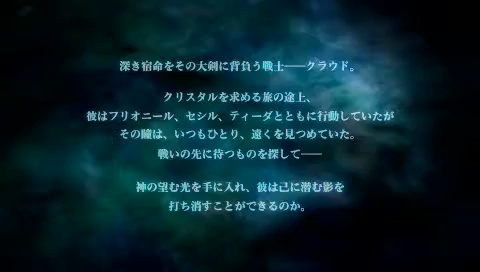 深き宿命をその大剣に背負う戦士――クラウド。
クリスタルを求める旅の途上、
彼はフリオニール、セシル、ティーダとともに行動していたが
その瞳は、いつもひとり、遠くを見つめていた。
戦いの先に待つものを探して――
神の望む光を手に入れ、彼は己に潜む影を
打ち消すことができるのか。